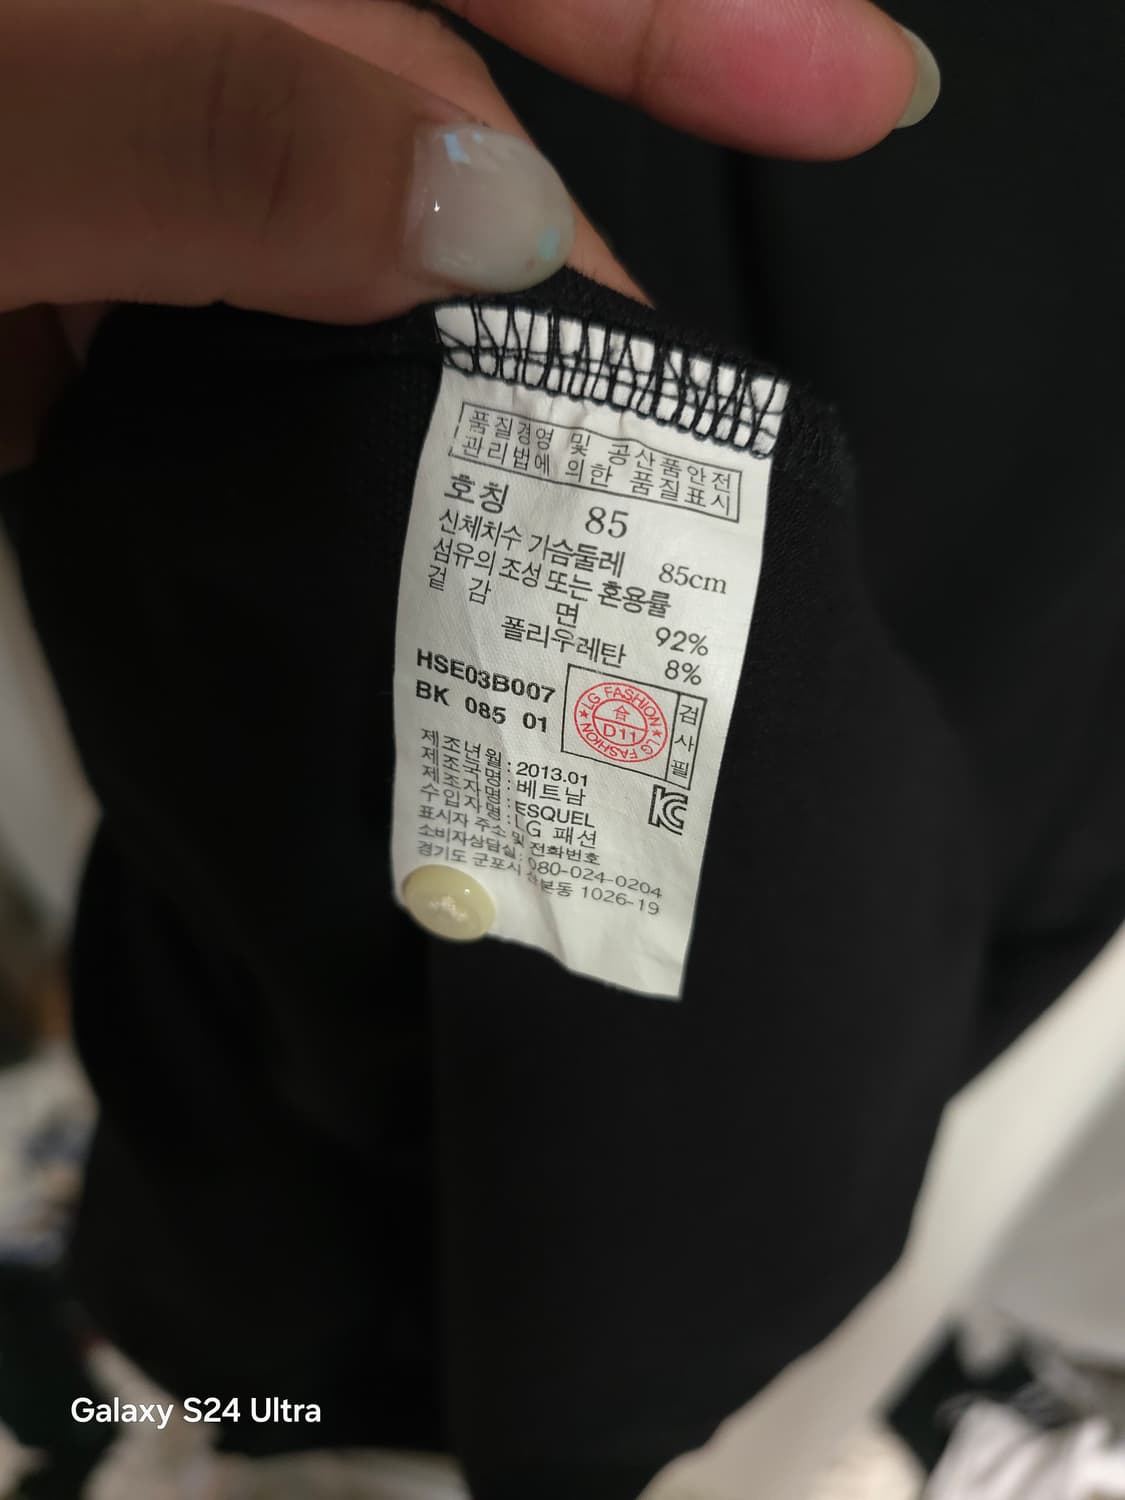 품질경영 및 공산품안전
관리법에 의한 품질표시
호칭 85
신체치수 가슴둘레 85cm
섬유의 조성 또는 혼용률
겉 감
면 92%
폴리우레탄 8%
HSE03B007
BK 085 01
LG FASHION
合
D11
LG FASHION
검사필
제조년월 : 2013.01
제조국명 : 베트남
제조자명 : ESQUEL
수입자명 : LG 패션
표시자 주소 및 전화번호
소비자상담실 : 080-024-0204
경기도 군포시 산본동 1026-19
Galaxy S24 Ultra